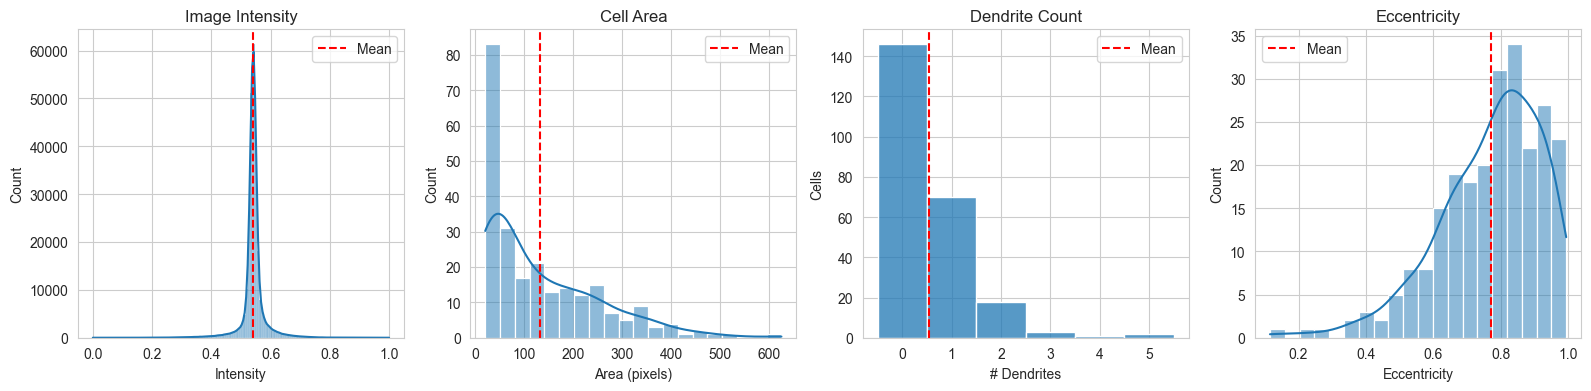 Image Intensity
Mean
60000
50000
40000
30000
20000
10000
0
Count
0.0 0.2 0.4 0.6 0.8 1.0
Intensity
Cell Area
Mean
80
70
60
50
40
30
20
10
0
Count
0 100 200 300 400 500 600
Area (pixels)
Dendrite Count
Mean
140
120
100
80
60
40
20
0
Cells
0 1 2 3 4 5
# Dendrites
Eccentricity
Mean
35
30
25
20
15
10
5
0
Count
0.2 0.4 0.6 0.8 1.0
Eccentricity